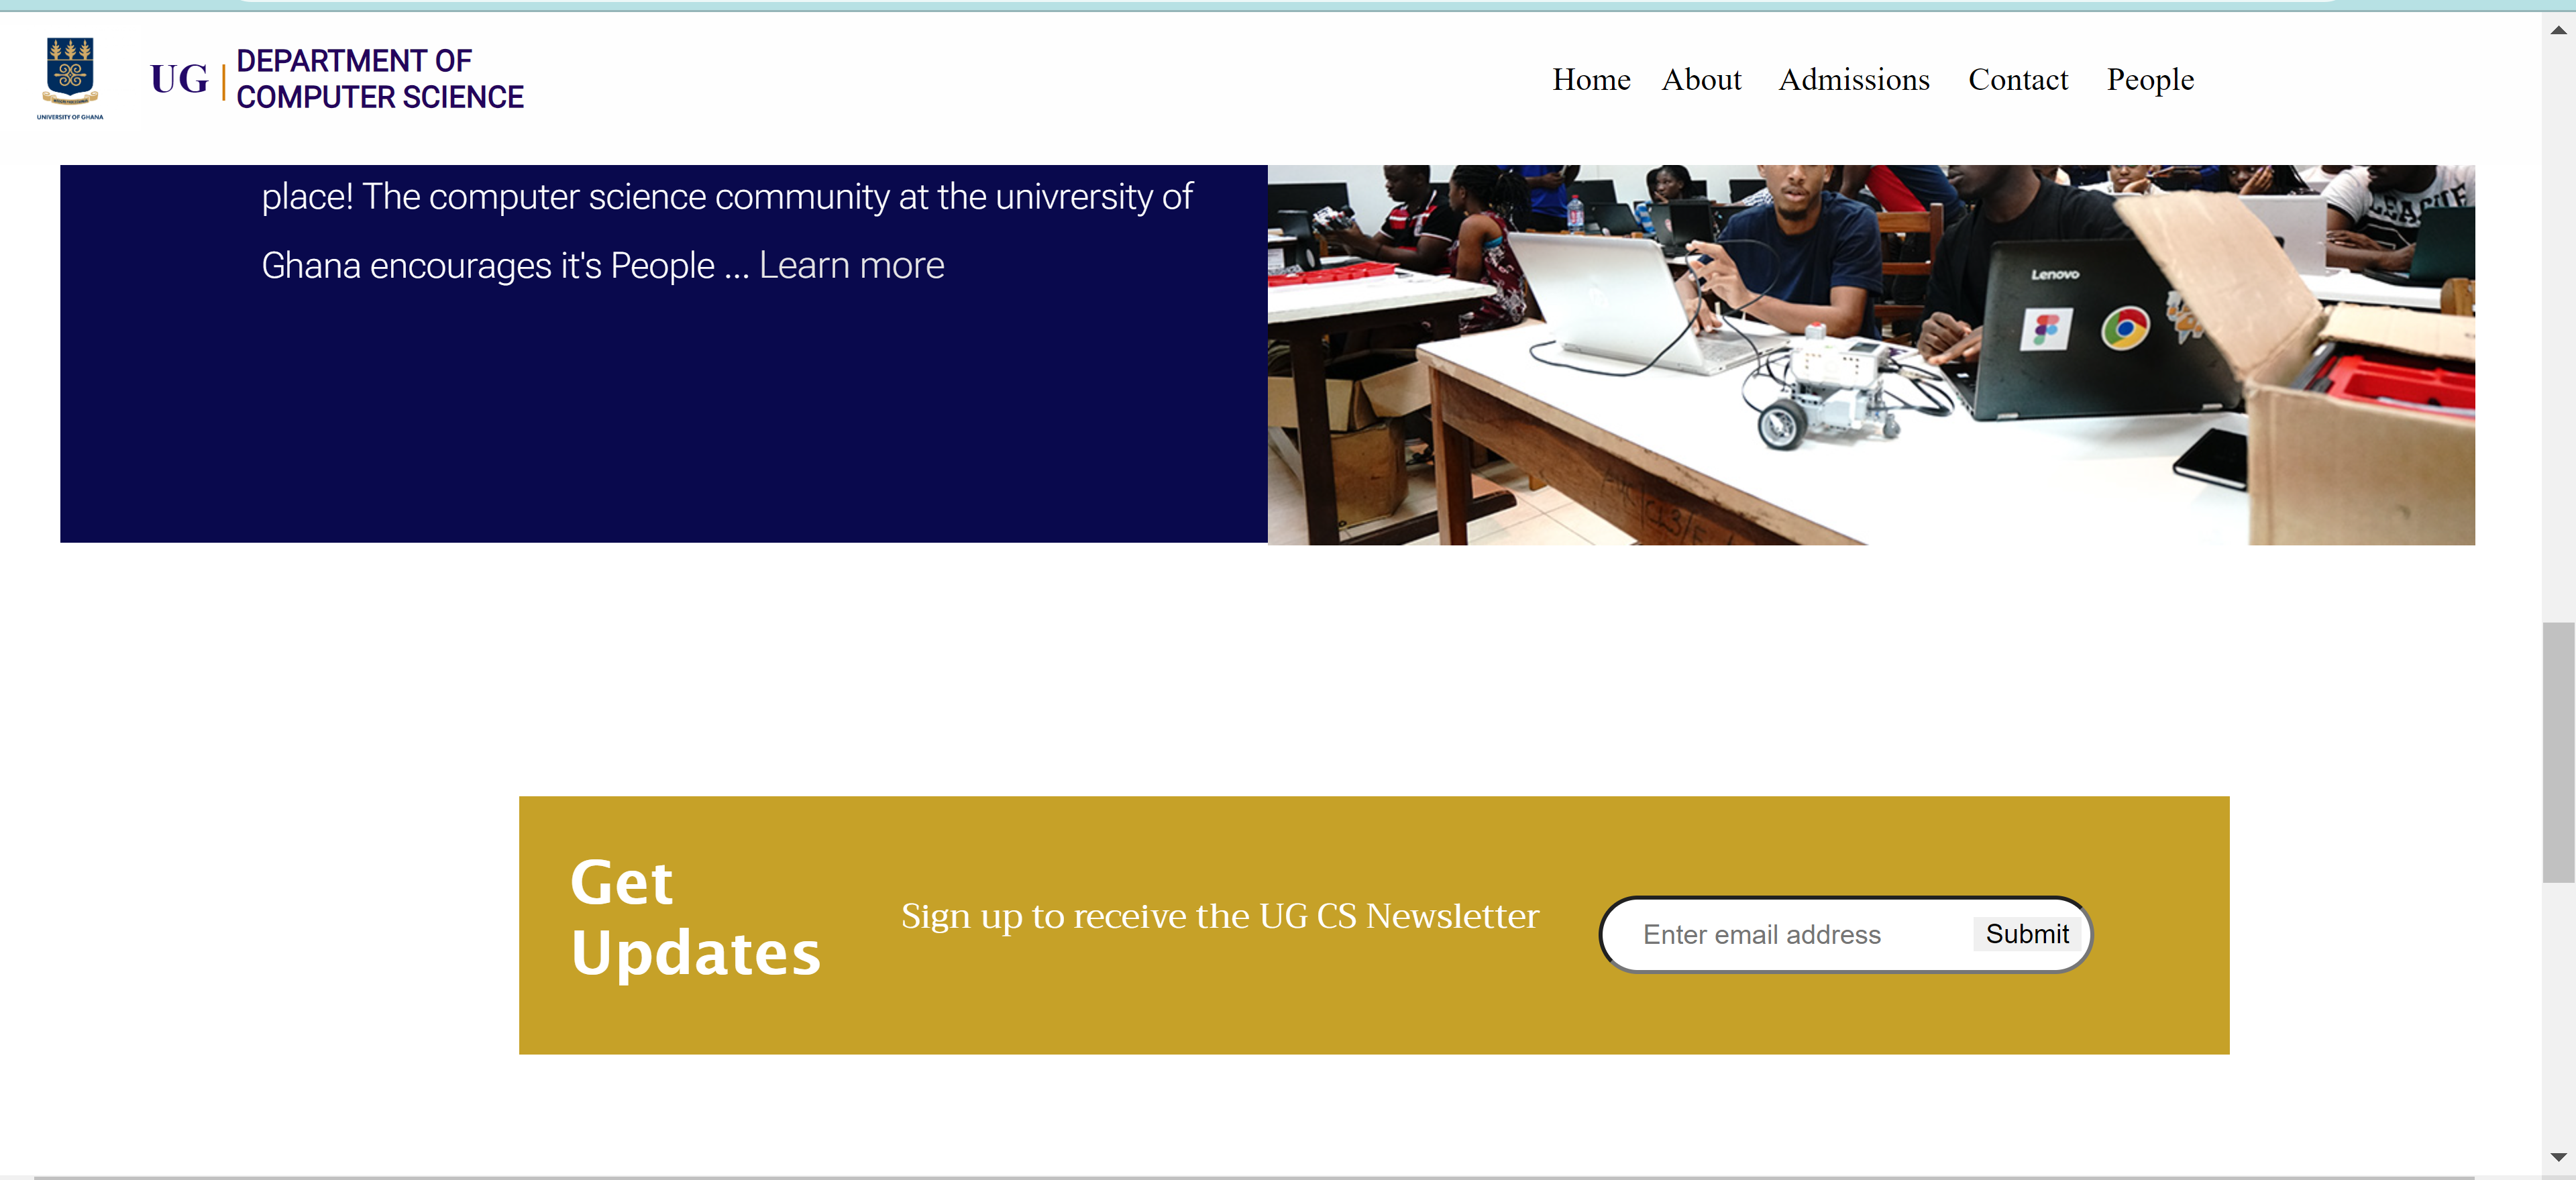 UNIVERSITY OF GHANA
UG
DEPARTMENT OF
COMPUTER SCIENCE
Home About Admissions Contact People
place! The computer science community at the univrersity of
Ghana encourages it's People ... Learn more
LEAGUE
Lenovo
Get
Updates
Sign up to receive the UG CS Newsletter
Enter email address
Submit